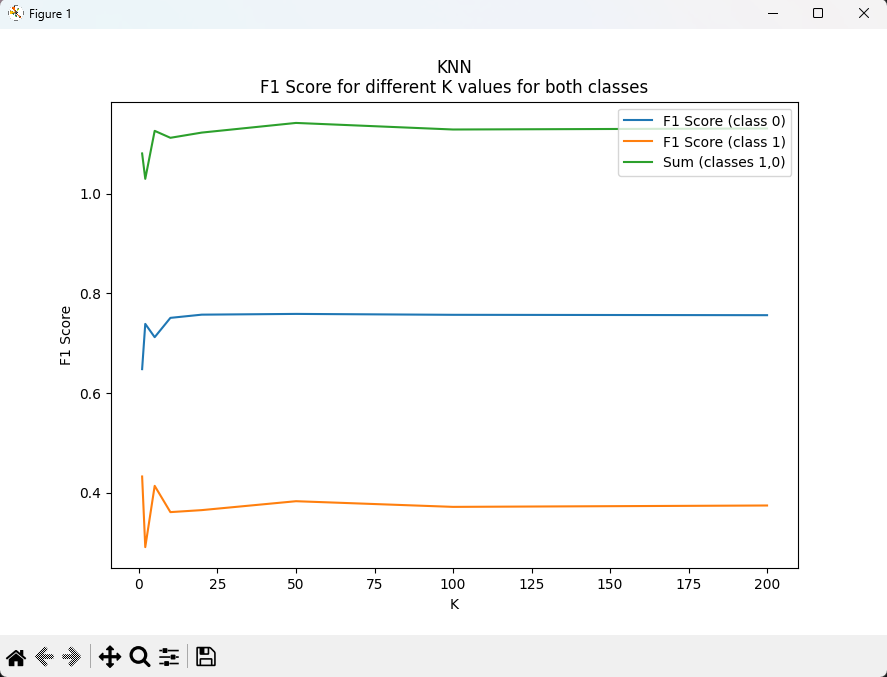 Figure 1
KNN
F1 Score for different K values for both classes
F1 Score (class 0)
F1 Score (class 1)
Sum (classes 1,0)
1.0
0.8
0.6
0.4
F1 Score
0 25 50 75 100 125 150 175 200
K